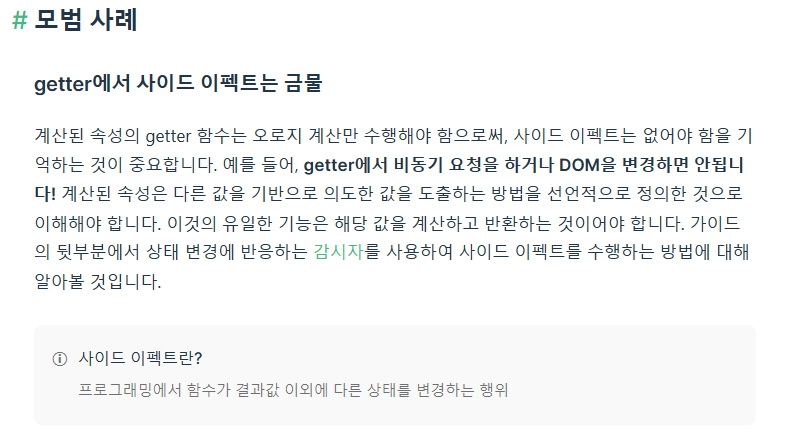 # 모범 사례
getter에서 사이드 이펙트는 금물
계산된 속성의 getter 함수는 오로지 계산만 수행해야 함으로써, 사이드 이펙트는 없어야 함을 기
억하는 것이 중요합니다. 예를 들어, getter에서 비동기 요청을 하거나 DOM을 변경하면 안됩니
다! 계산된 속성은 다른 값을 기반으로 의도한 값을 도출하는 방법을 선언적으로 정의한 것으로
이해해야 합니다. 이것의 유일한 기능은 해당 값을 계산하고 반환하는 것이어야 합니다. 가이드
의 뒷부분에서 상태 변경에 반응하는 감시자를 사용하여 사이드 이펙트를 수행하는 방법에 대해
알아볼 것입니다.
사이드 이펙트란?
프로그래밍에서 함수가 결과값 이외에 다른 상태를 변경하는 행위